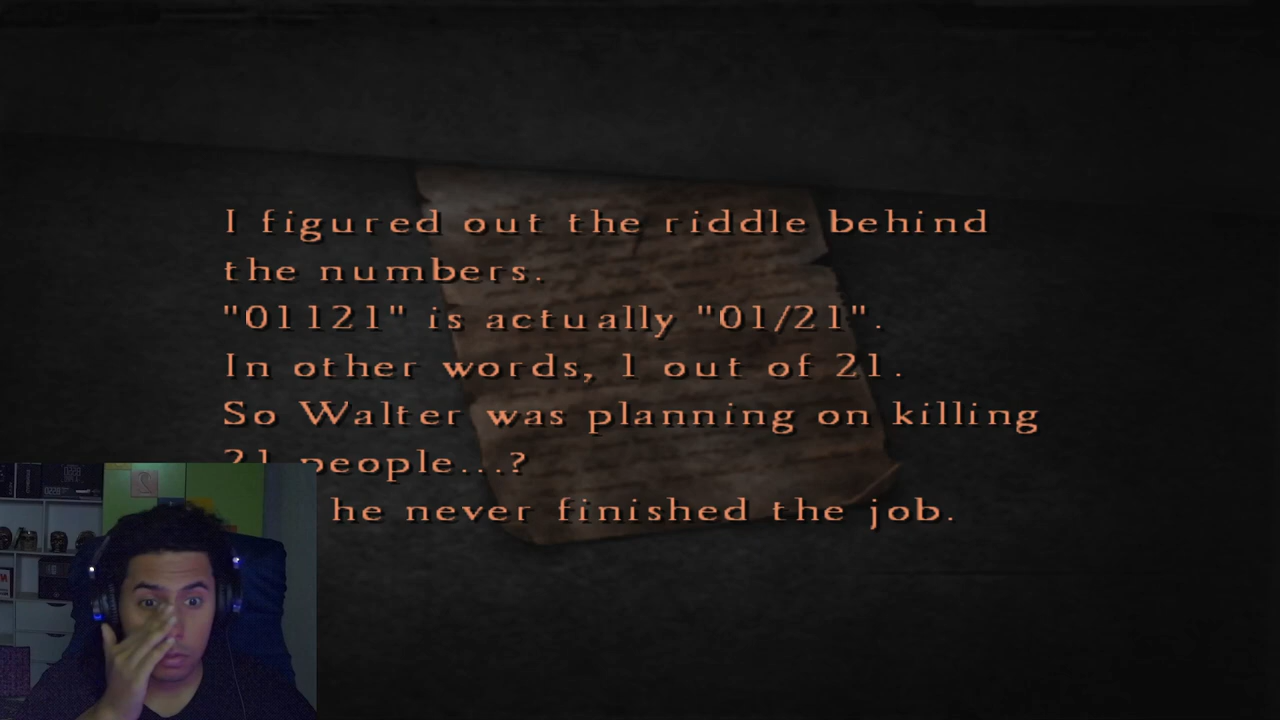 I figured out the riddle behind
the numbers.
"01121" is actually "01/21".
In other words, 1 out of 21.
So Walter was planning on killing
21 people...?
he never finished the job.